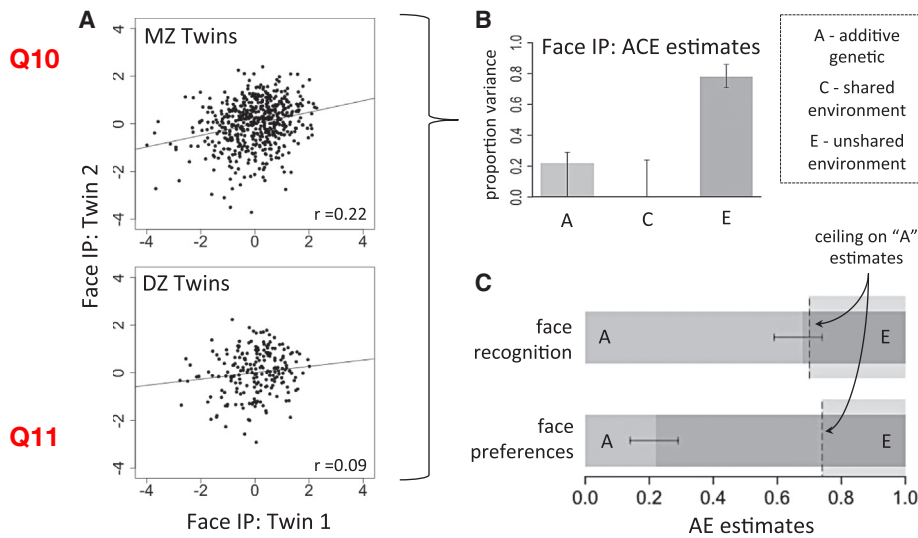 Q10
Q11
A
MZ Twins
4
2
0
-2
-4
r =0.22
-4
-2
0
2
4
DZ Twins
4
2
0
-2
-4
r =0.09
-4
-2
0
2
4
Face IP: Twin 2
Face IP: Twin 1
B
Face IP: ACE estimates
proportion variance
1.0
0.8
0.6
0.4
0.2
0.0
A
C
E
A - additive
genetic
C - shared
environment
E - unshared
environment
ceiling on “A”
estimates
C
face
recognition
A
E
face
preferences
A
E
0.0
0.2
0.4
0.6
0.8
1.0
AE estimates